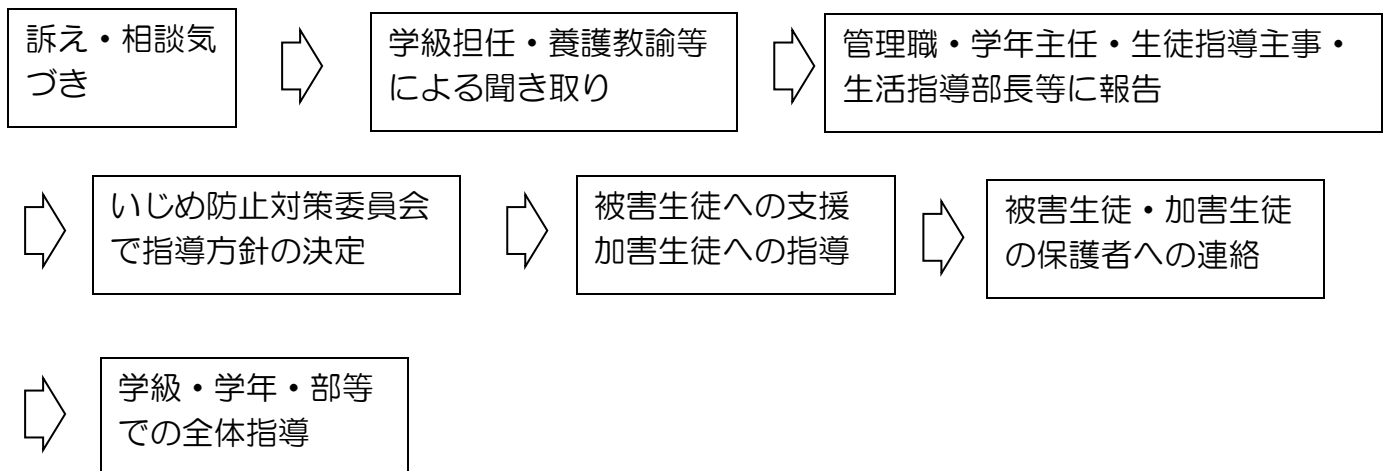 訴え・相談気
づき
学級担任・養護教諭等
による聞き取り
管理職・学年主任・生徒指導主事・
生活指導部長等に報告
いじめ防止対策委員会
で指導方針の決定
被害生徒への支援
加害生徒への指導
被害生徒・加害生徒
の保護者への連絡
学級・学年・部等
での全体指導